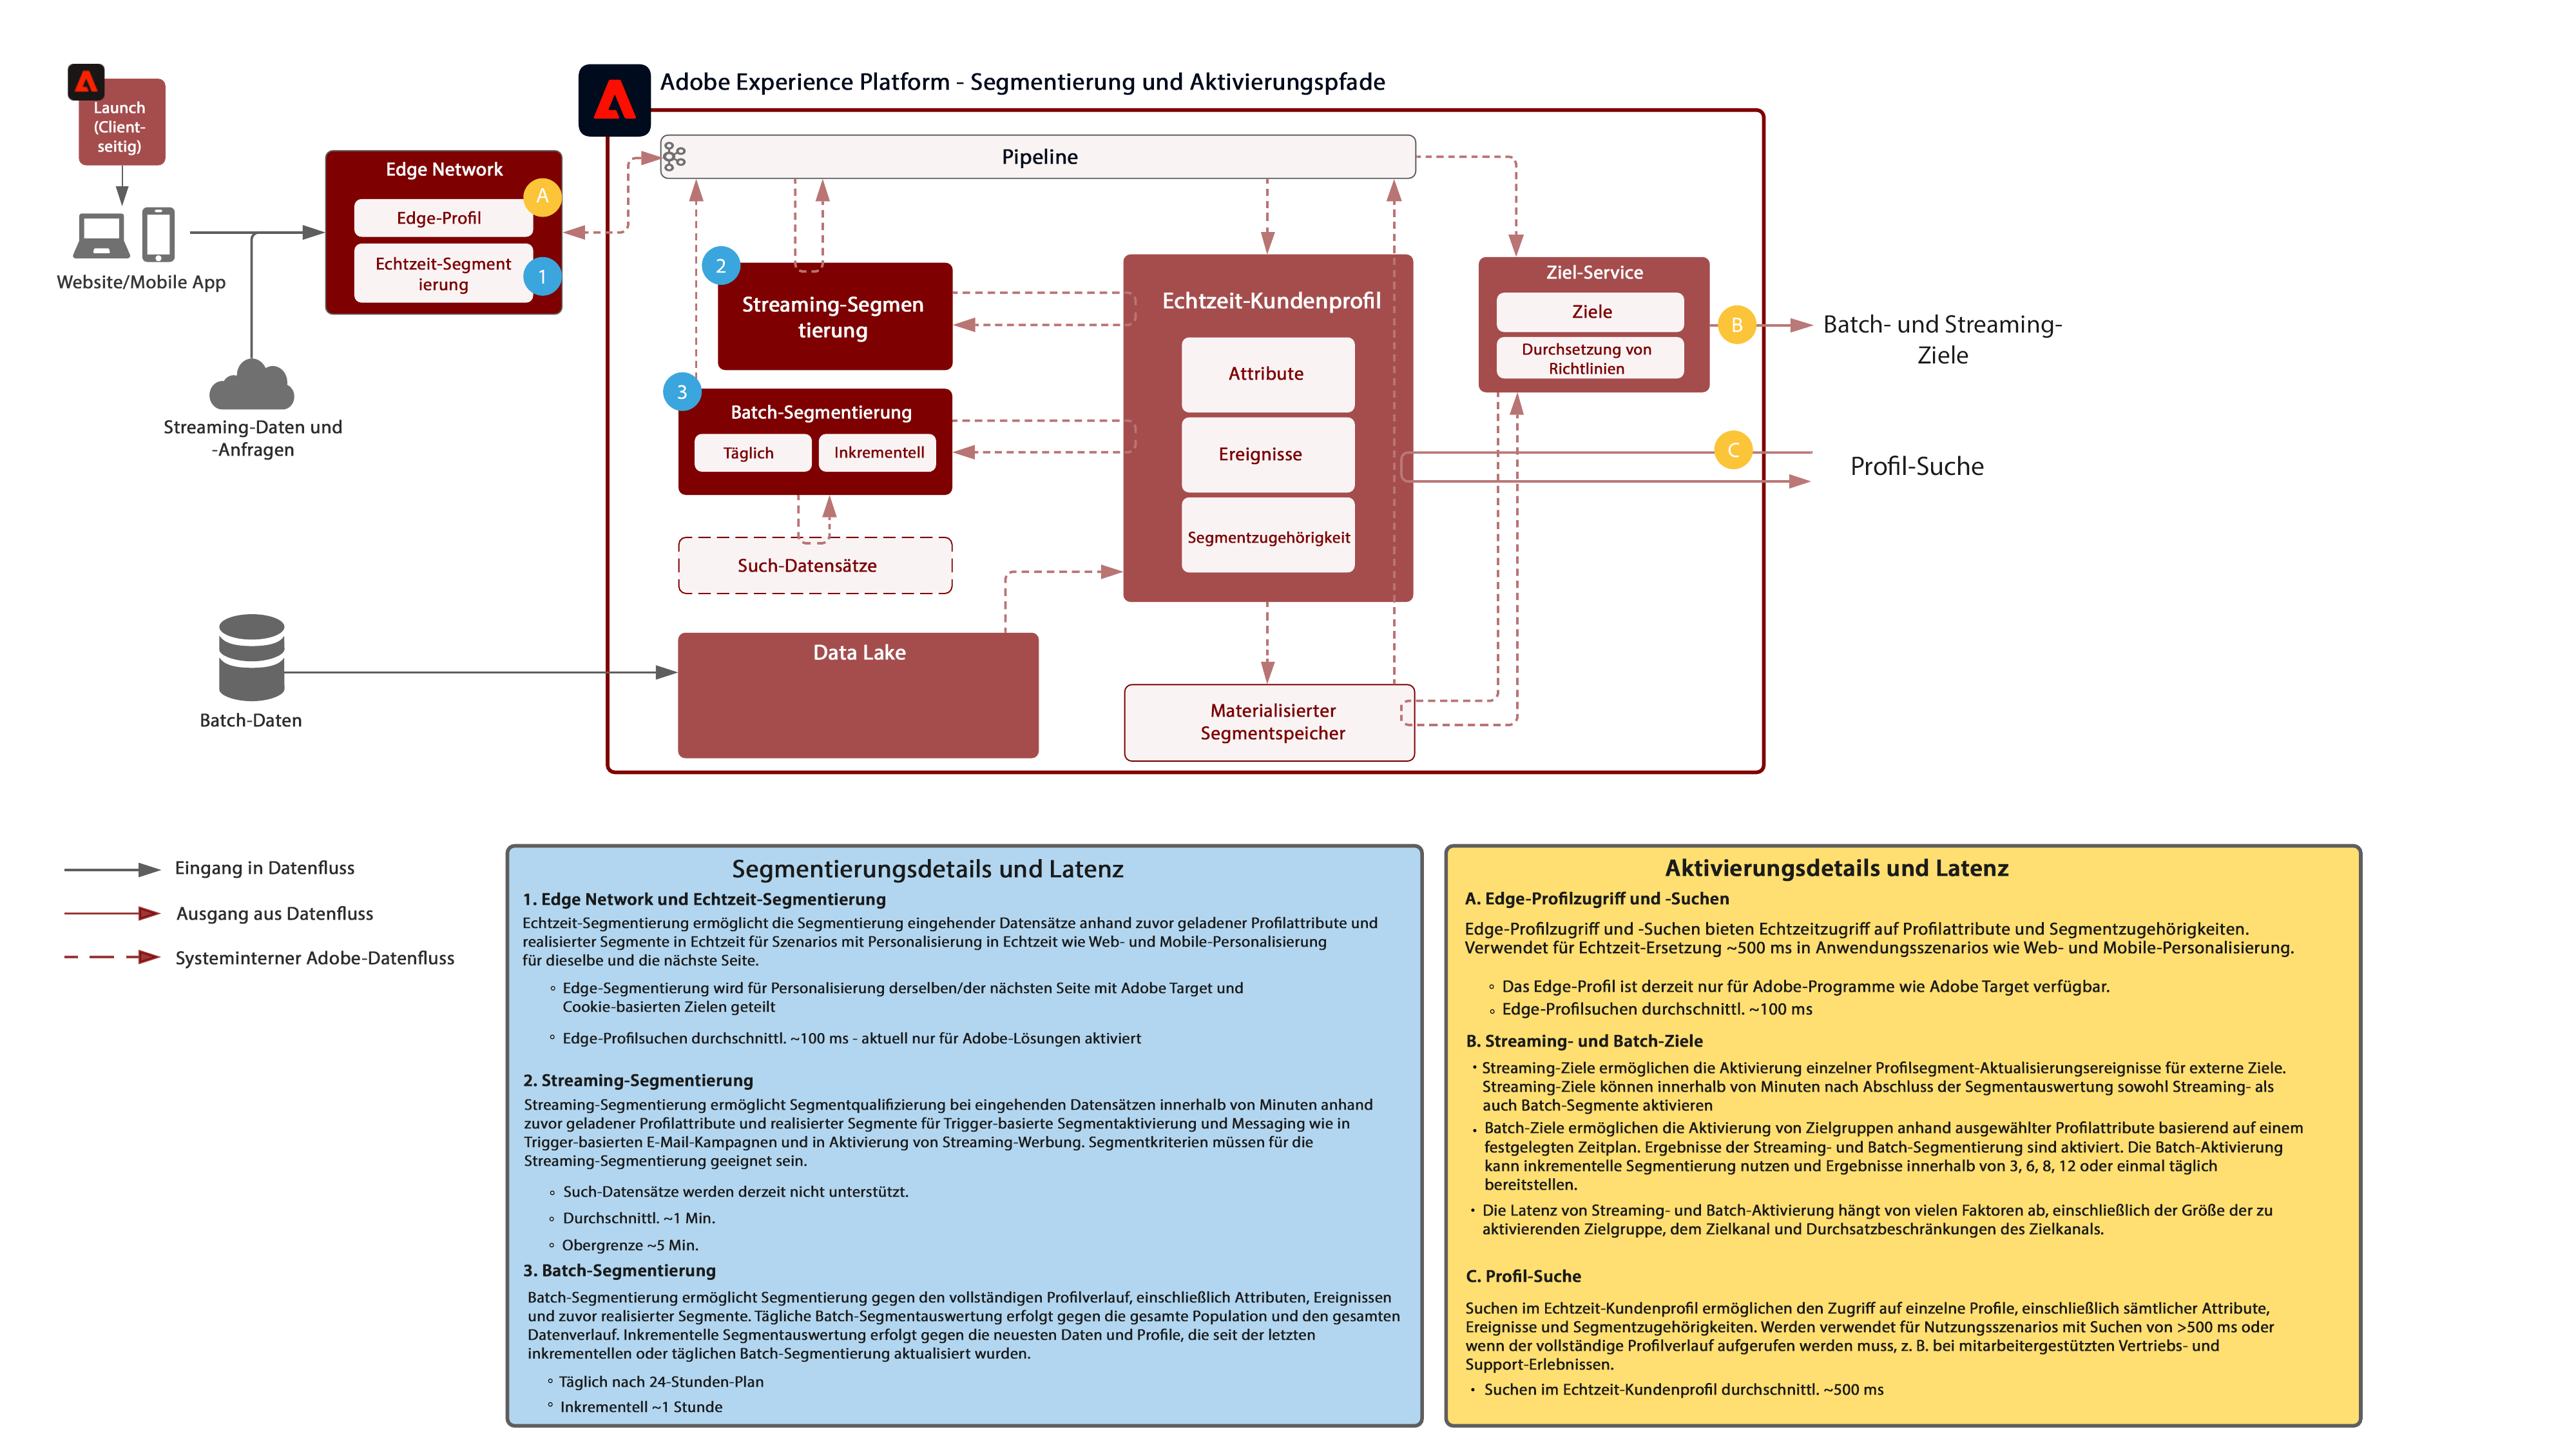 Adobe Experience Platform - Segmentierung und Aktivierungspfade
Launch
(Client-
seitig)
Website/Mobile App
Streaming-Daten und
-Anfragen
Batch-Daten
Edge Network
A
Edge-Profil
Echtzeit-Segment
ierung
1
Pipeline
2
Streaming-Segmen
tierung
3
Batch-Segmentierung
Täglich
Inkrementell
Such-Datensätze
Data Lake
Echtzeit-Kundenprofil
Attribute
Ereignisse
Segmentzugehörigkeit
Materialisierter
Segmentspeicher
Ziel-Service
Ziele
Durchsetzung von
Richtlinien
B
Batch- und Streaming-
Ziele
C
Profil-Suche
Eingang in Datenfluss
Ausgang aus Datenfluss
Systeminterner Adobe-Datenfluss
Segmentierungsdetails und Latenz
1. Edge Network und Echtzeit-Segmentierung
Echtzeit-Segmentierung ermöglicht die Segmentierung eingehender Datensätze anhand zuvor geladener Profilattribute und
realisierter Segmente in Echtzeit für Szenarios mit Personalisierung in Echtzeit wie Web- und Mobile-Personalisierung
für dieselbe und die nächste Seite.
◦ Edge-Segmentierung wird für Personalisierung derselben/der nächsten Seite mit Adobe Target und
Cookie-basierten Zielen geteilt
◦ Edge-Profilsuchen durchschnittl. ~100 ms - aktuell nur für Adobe-Lösungen aktiviert
2. Streaming-Segmentierung
Streaming-Segmentierung ermöglicht Segmentqualifizierung bei eingehenden Datensätzen innerhalb von Minuten anhand
zuvor geladener Profilattribute und realisierter Segmente für Trigger-basierte Segmentaktivierung und Messaging wie in
Trigger-basierten E-Mail-Kampagnen und in Aktivierung von Streaming-Werbung. Segmentkriterien müssen für die
Streaming-Segmentierung geeignet sein.
◦ Such-Datensätze werden derzeit nicht unterstützt.
◦ Durchschnittl. ~1 Min.
◦ Obergrenze ~5 Min.
3. Batch-Segmentierung
Batch-Segmentierung ermöglicht Segmentierung gegen den vollständigen Profilverlauf, einschließlich Attributen, Ereignissen
und zuvor realisierter Segmente. Tägliche Batch-Segmentauswertung erfolgt gegen die gesamte Population und den gesamten
Datenverlauf. Inkrementelle Segmentauswertung erfolgt gegen die neuesten Daten und Profile, die seit der letzten
inkrementellen oder täglichen Batch-Segmentierung aktualisiert wurden.
◦ Täglich nach 24-Stunden-Plan
◦ Inkrementell ~1 Stunde
Aktivierungsdetails und Latenz
A. Edge-Profilzugriff und -Suchen
Edge-Profilzugriff und -Suchen bieten Echtzeitzugriff auf Profilattribute und Segmentzugehörigkeiten.
Verwendet für Echtzeit-Ersetzung ~500 ms in Anwendungsszenarios wie Web- und Mobile-Personalisierung.
◦ Das Edge-Profil ist derzeit nur für Adobe-Programme wie Adobe Target verfügbar.
◦ Edge-Profilsuchen durchschnittl. ~100 ms
B. Streaming- und Batch-Ziele
· Streaming-Ziele ermöglichen die Aktivierung einzelner Profilsegment-Aktualisierungsereignisse für externe Ziele.
Streaming-Ziele können innerhalb von Minuten nach Abschluss der Segmentauswertung sowohl Streaming- als
auch Batch-Segmente aktivieren
· Batch-Ziele ermöglichen die Aktivierung von Zielgruppen anhand ausgewählter Profilattribute basierend auf einem
festgelegten Zeitplan. Ergebnisse der Streaming- und Batch-Segmentierung sind aktiviert. Die Batch-Aktivierung
kann inkrementelle Segmentierung nutzen und Ergebnisse innerhalb von 3, 6, 8, 12 oder einmal täglich
bereitstellen.
· Die Latenz von Streaming- und Batch-Aktivierung hängt von vielen Faktoren ab, einschließlich der Größe der zu
aktivierenden Zielgruppe, dem Zielkanal und Durchsatzbeschränkungen des Zielkanals.
C. Profil-Suche
Suchen im Echtzeit-Kundenprofil ermöglichen den Zugriff auf einzelne Profile, einschließlich sämtlicher Attribute,
Ereignisse und Segmentzugehörigkeiten. Werden verwendet für Nutzungsszenarios mit Suchen von >500 ms oder
wenn der vollständige Profilverlauf aufgerufen werden muss, z. B. bei mitarbeitergestützten Vertriebs- und
Support-Erlebnissen.
· Suchen im Echtzeit-Kundenprofil durchschnittl. ~500 ms